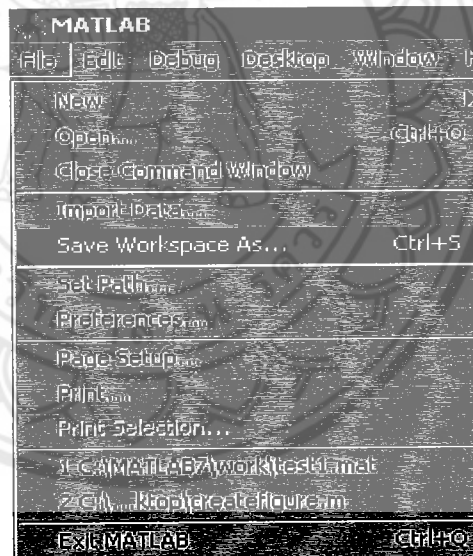 MATLAB
File Edit Debug Desktop Window
New
Open... Ctrl+O
Close Command Window
Import Data...
Save Workspace As... Ctrl+S
Set Path...
Preferences...
Page Setup...
Print...
Print Selection...
1 C:\MATLAB7\work\test1.mat
2 C:\...ktop\createfigure.m
Exit MATLAB Ctrl+Q